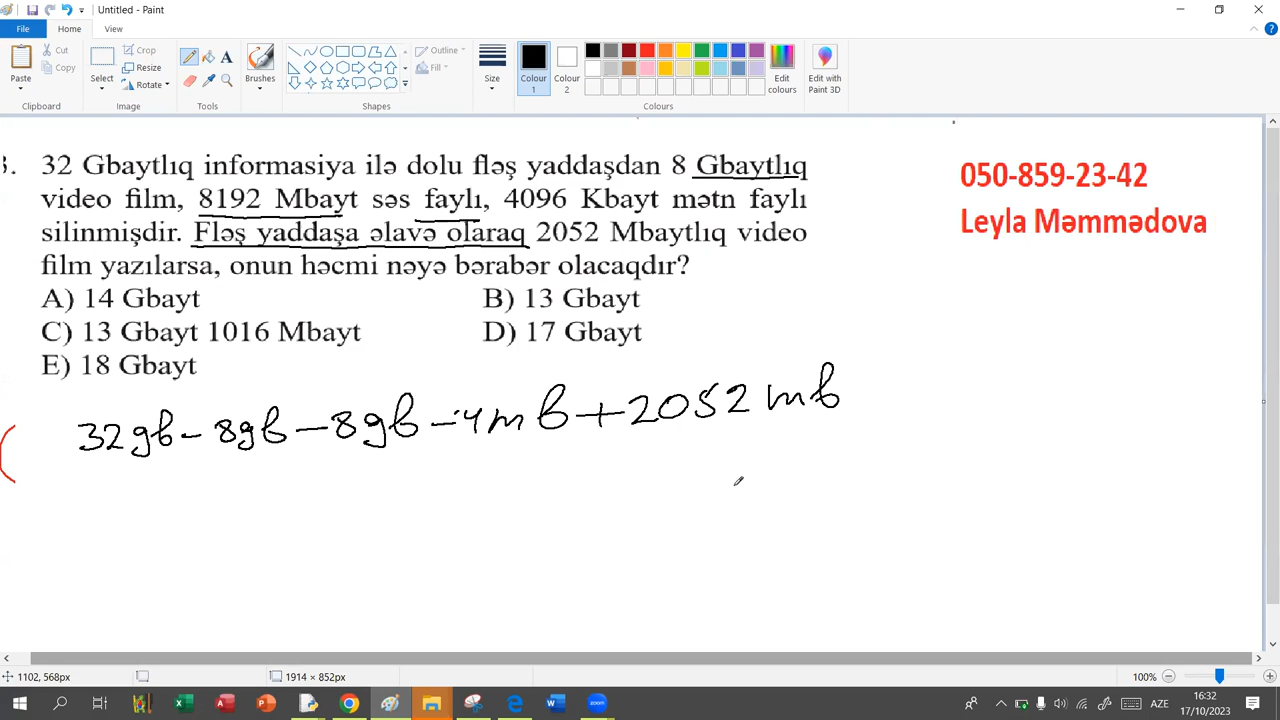 Untitled - Paint
File Home View
Paste
Cut
Copy
Clipboard
Select
Crop
Resize
Rotate
Image
Tools
Brushes
Outline
Fill
Shapes
Size
Colour 1
Colour 2
Edit colours
Edit with Paint 3D
Colours
3. 32 Gbaytlıq informasiya ilə dolu fləş yaddaşdan 8 Gbaytlıq
video film, 8192 Mbayt səs faylı, 4096 Kbayt mətn faylı
silinmişdir. Fləş yaddaşa əlavə olaraq 2052 Mbaytlıq video
film yazılarsa, onun həcmi nəyə bərabər olacaqdır?
A) 14 Gbayt B) 13 Gbayt
C) 13 Gbayt 1016 Mbayt D) 17 Gbayt
E) 18 Gbayt
050-859-23-42
Leyla Məmmədova
32gb - 8gb - 8gb - 4mb + 2052 mb
1102, 568px
1914 × 852px
100%
AZE
16:32
17/10/2023